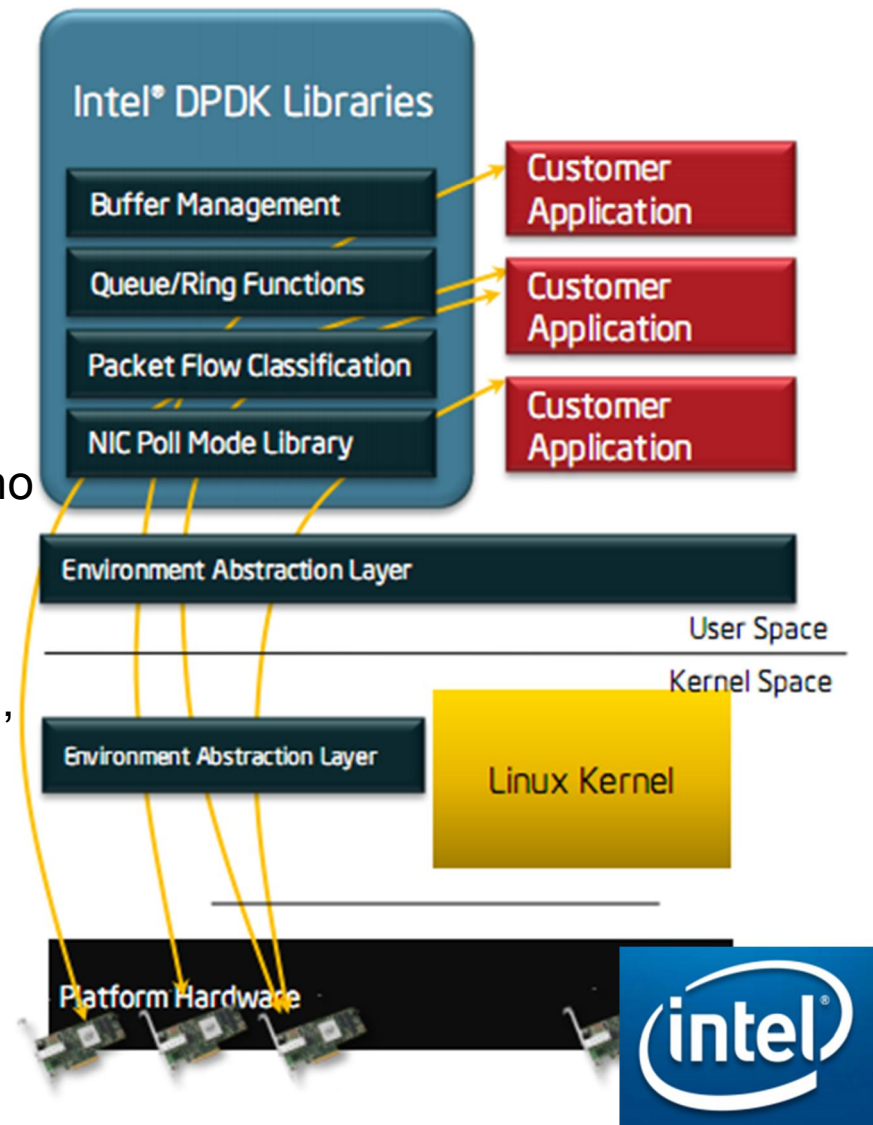 Intel® DPDK Libraries
Buffer Management
Queue/Ring Functions
Packet Flow Classification
NIC Poll Mode Library
Customer
Application
Customer
Application
Customer
Application
Environment Abstraction Layer
User Space
Kernel Space
,
Environment Abstraction Layer
Linux Kernel
Platform Hardware
intel®